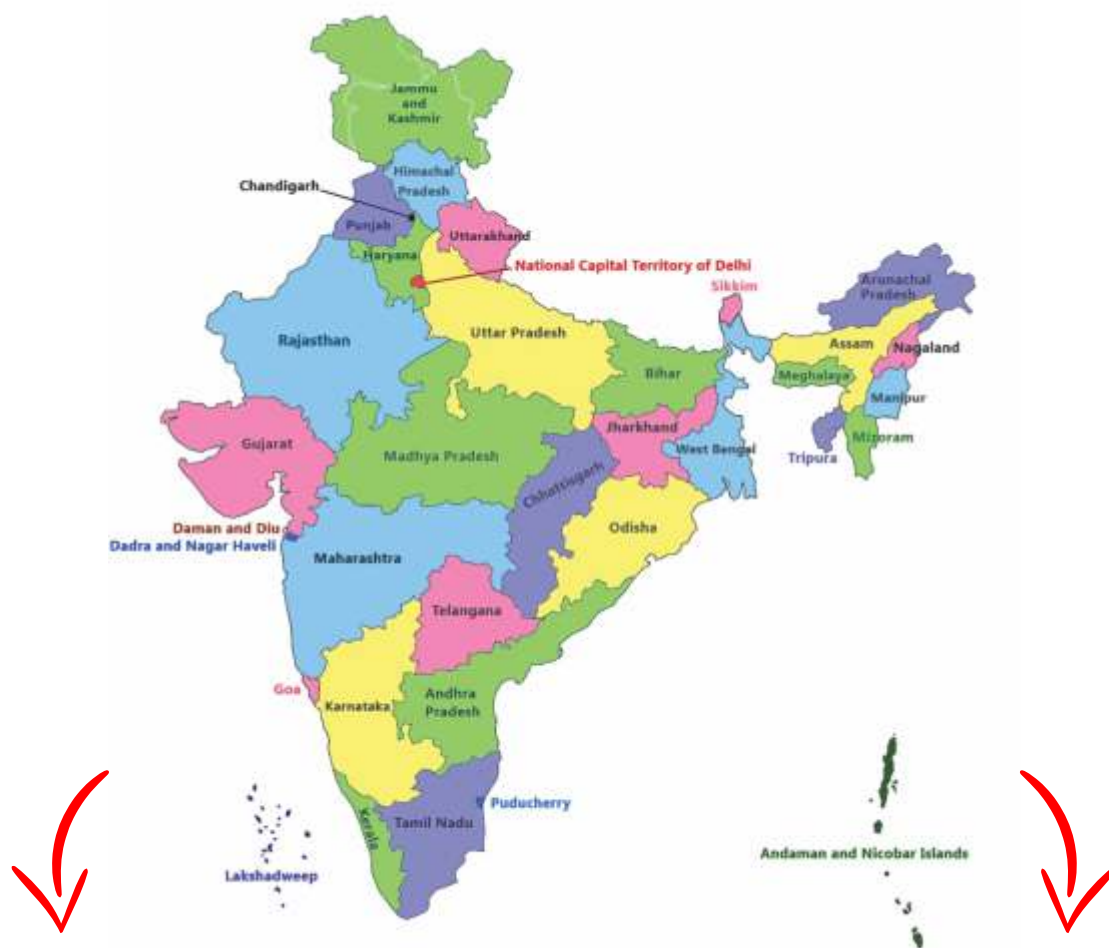 Jammu
and
Kashmir
Himachal
Pradesh
Chandigarh
Punjab
Uttarakhand
Haryana
National Capital Territory of Delhi
Sikkim
Arunachal
Pradesh
Rajasthan
Uttar Pradesh
Assam
Nagaland
Bihar
Meghalaya
Manipur
Gujarat
Jharkhand
Mizoram
Madhya Pradesh
West Bengal
Tripura
Chhattisgarh
Daman and Diu
Odisha
Dadra and Nagar Haveli
Maharashtra
Telangana
Goa
Karnataka
Andhra
Pradesh
Puducherry
Kerala
Tamil Nadu
Andaman and Nicobar Islands
Lakshadweep